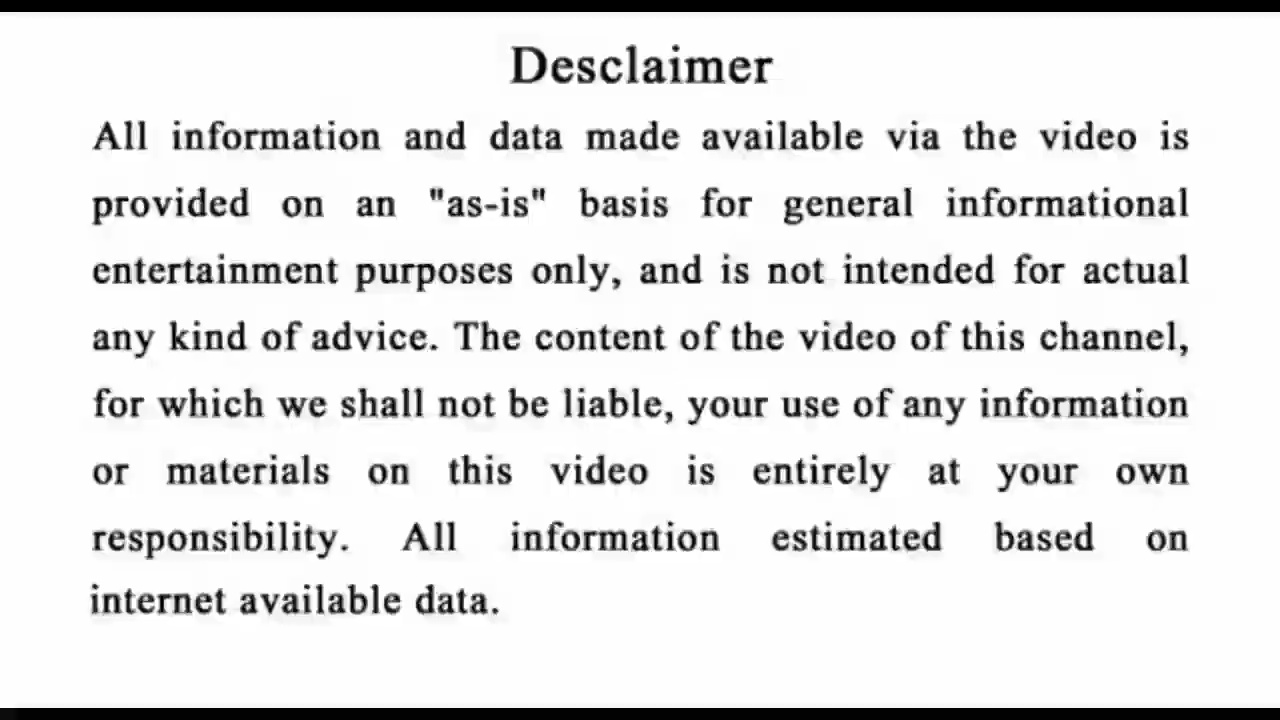 Desclaimer
All information and data made available via the video is
provided on an "as-is" basis for general informational
entertainment purposes only, and is not intended for actual
any kind of advice. The content of the video of this channel,
for which we shall not be liable, your use of any information
or materials on this video is entirely at your own
responsibility. All information estimated based on
internet available data.